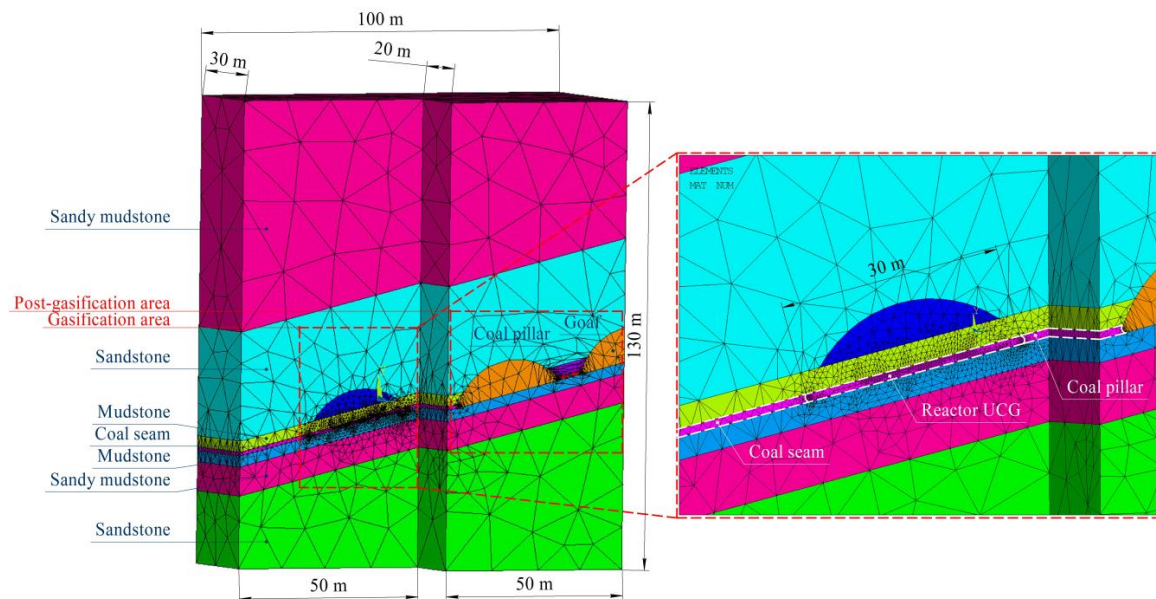 100 m
30 m
20 m
Sandy mudstone
Post-gasification area
Gasification area
Sandstone
Mudstone
Coal seam
Mudstone
Sandy mudstone
Sandstone
Coal pillar
Goaf
130 m
50 m
50 m
ELEMENTS
MAT NUM
30 m
Coal pillar
Reactor UCG
Coal seam